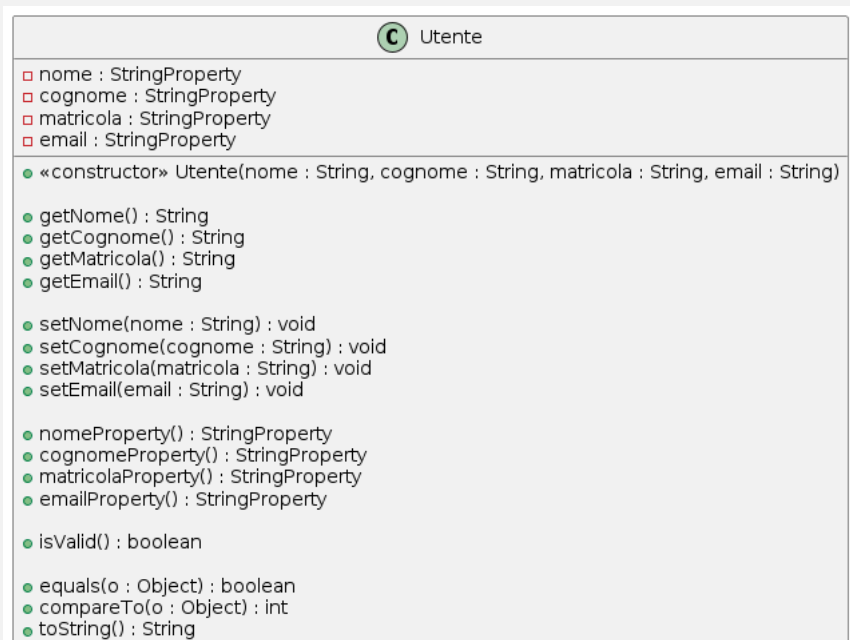 C Utente
nome : StringProperty
cognome : StringProperty
matricola : StringProperty
email : StringProperty
«constructor» Utente(nome : String, cognome : String, matricola : String, email : String)
getNome() : String
getCognome() : String
getMatricola() : String
getEmail() : String
setNome(nome : String) : void
setCognome(cognome : String) : void
setMatricola(matricola : String) : void
setEmail(email : String) : void
nomeProperty() : StringProperty
cognomeProperty() : StringProperty
matricolaProperty() : StringProperty
emailProperty() : StringProperty
isValid() : boolean
equals(o : Object) : boolean
compareTo(o : Object) : int
toString() : String